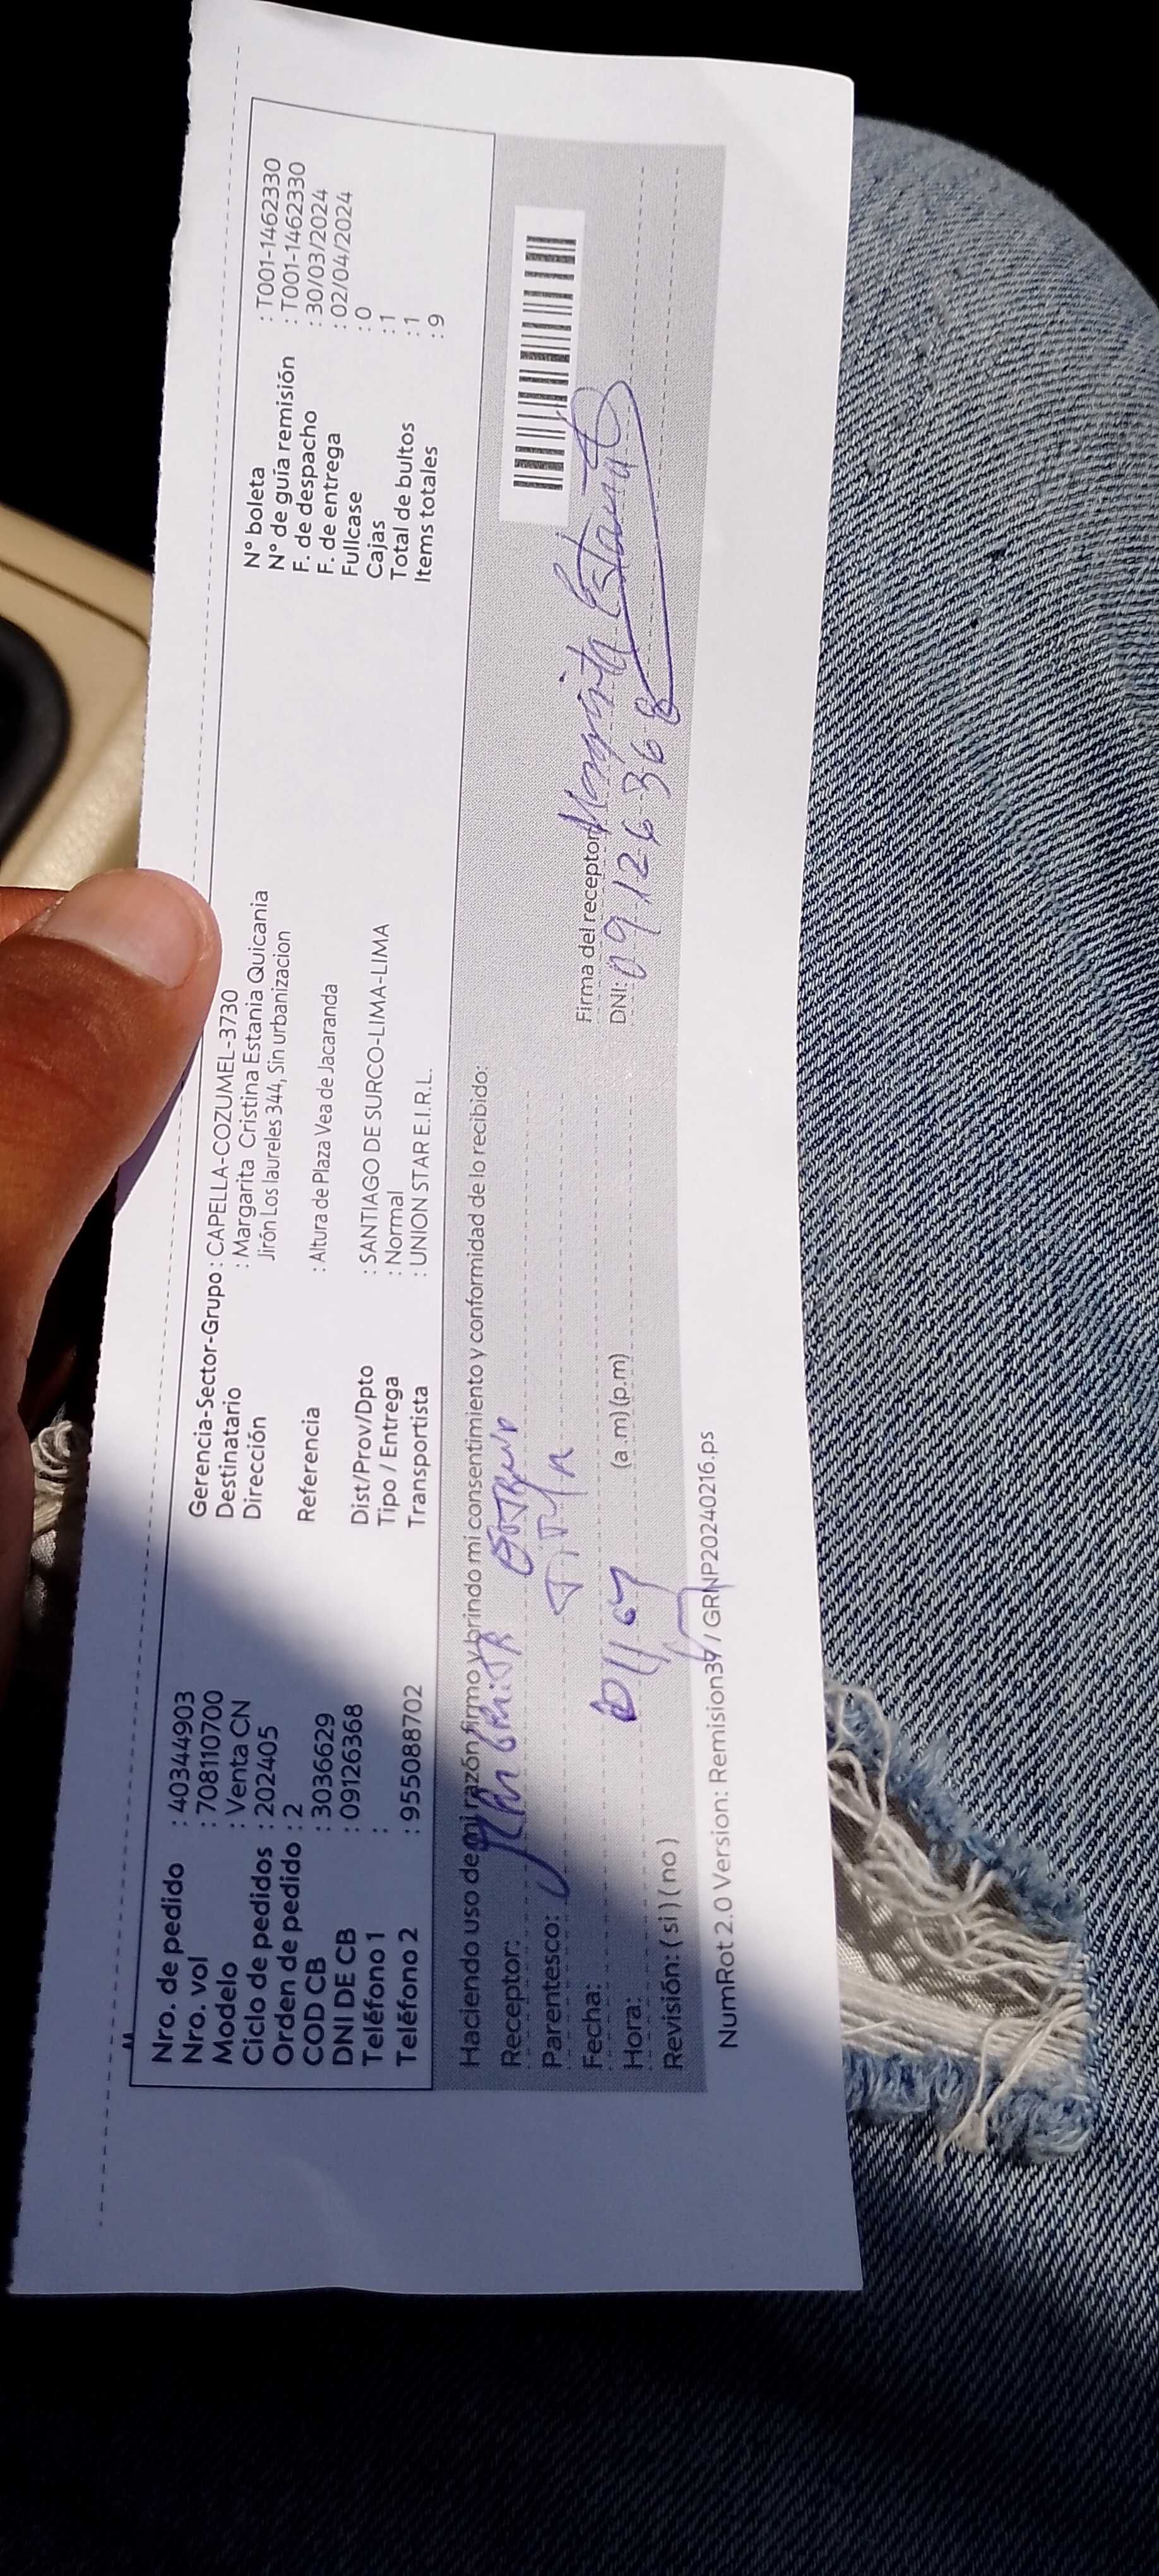 Nro. de pedido : 40344903
Nro. vol : 708110700
Modelo : Venta CN
Ciclo de pedidos : 202405
Orden de pedido : 2
COD CB : 3036629
DNI DE CB : 09126368
Teléfono 1 :
Teléfono 2 : 955088702
Gerencia-Sector-Grupo : CAPELLA-COZUMEL-3730
Destinatario : Margarita Cristina Estania Quicania
Dirección Jirón Los laureles 344, Sin urbanizacion
Referencia : Altura de Plaza Vea de Jacaranda
Dist/Prov/Dpto : SANTIAGO DE SURCO-LIMA-LIMA
Tipo / Entrega : Normal
Transportista : UNION STAR E.I.R.L.
N° boleta : T001-1462330
N° de guía remisión : T001-1462330
F. de despacho : 30/03/2024
F. de entrega : 02/04/2024
Fullcase : 0
Cajas : 1
Total de bultos : 1
Items totales : 9
Haciendo uso de mi razón firmo y brindo mi consentimiento y conformidad de lo recibido:
Receptor:
Parentesco:
Fecha:
Hora: (a.m)(p.m)
Revisión: ( si ) ( no )
Firma del receptor:
DNI: 09126368
NumRot 2.0 Version: Remision39 / GRNP20240216.ps